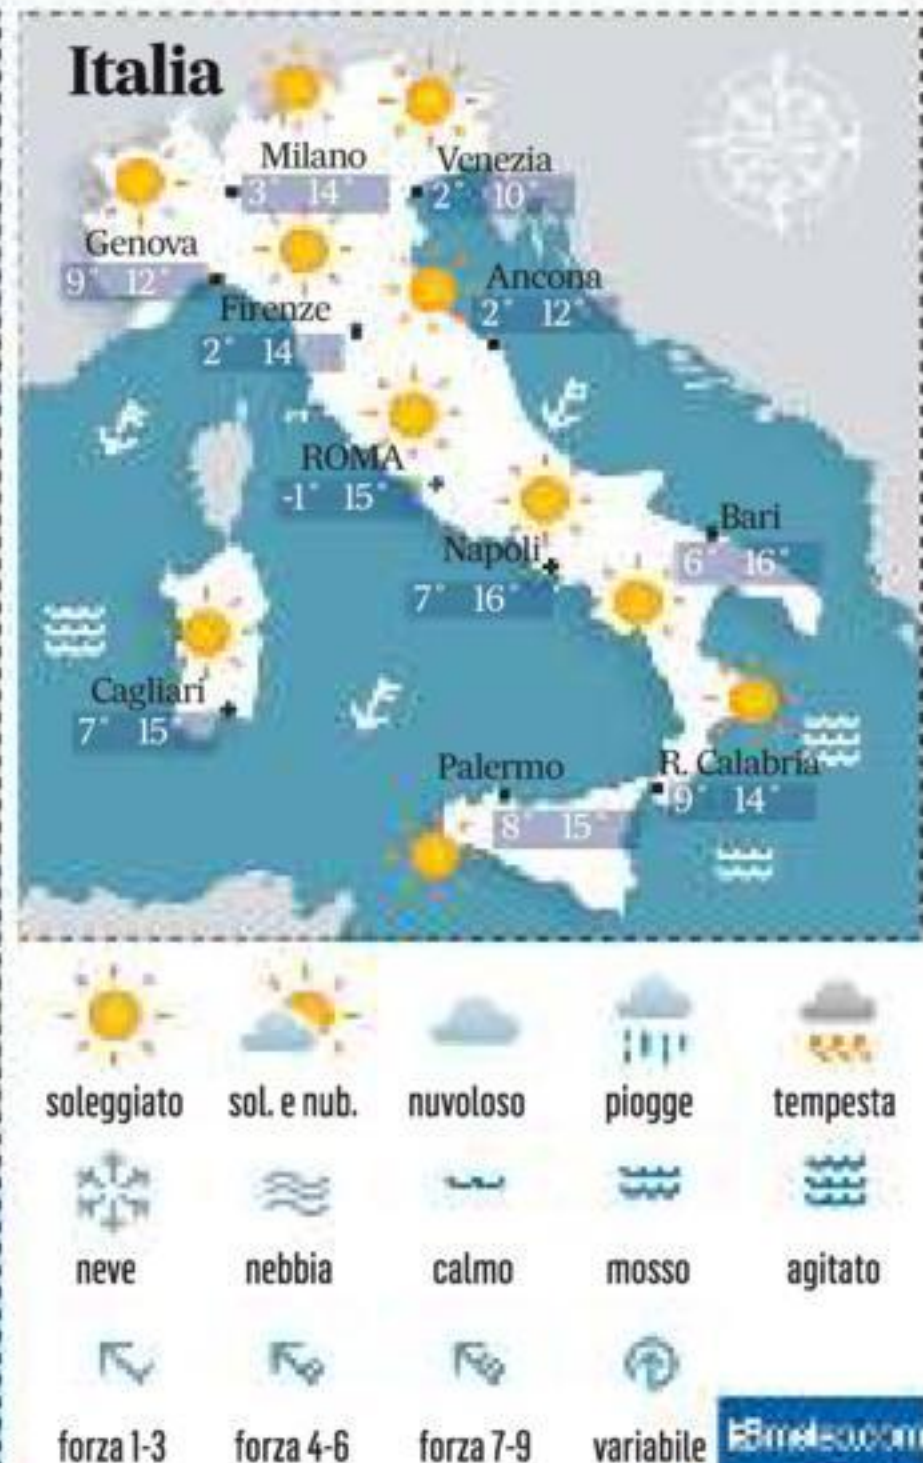 Italia
Milano
3° 14°
Venezia
2° 10°
Genova
9° 12°
Ancona
2° 12°
Firenze
2° 14
ROMA
-1° 15°
Bari
6° 16°
Napoli
7° 16°
Cagliari
7° 15°
Palermo
8° 15°
R. Calabria
9° 14°
soleggiato sol. e nub. nuvoloso piogge tempesta
neve nebbia calmo mosso agitato
forza 1-3 forza 4-6 forza 7-9 variabile